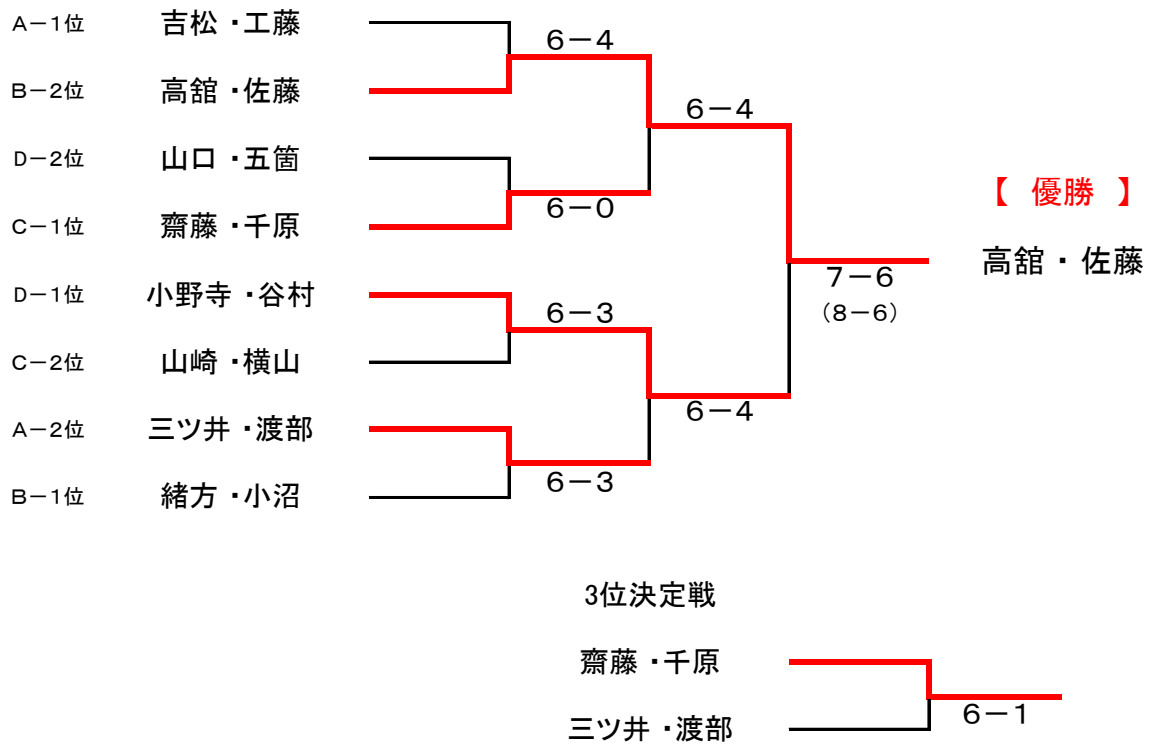 A－1位 吉松・工藤
6－4
B－2位 高舘・佐藤
6－4
D－2位 山口・五箇
【 優勝 】
6－0
C－1位 齋藤・千原
高舘・佐藤
7－6
D－1位 小野寺・谷村
6－3
（8－6）
C－2位 山崎・横山
6－4
A－2位 三ツ井・渡部
6－3
B－1位 緒方・小沼
3位決定戦
齋藤・千原
6－1
三ツ井・渡部